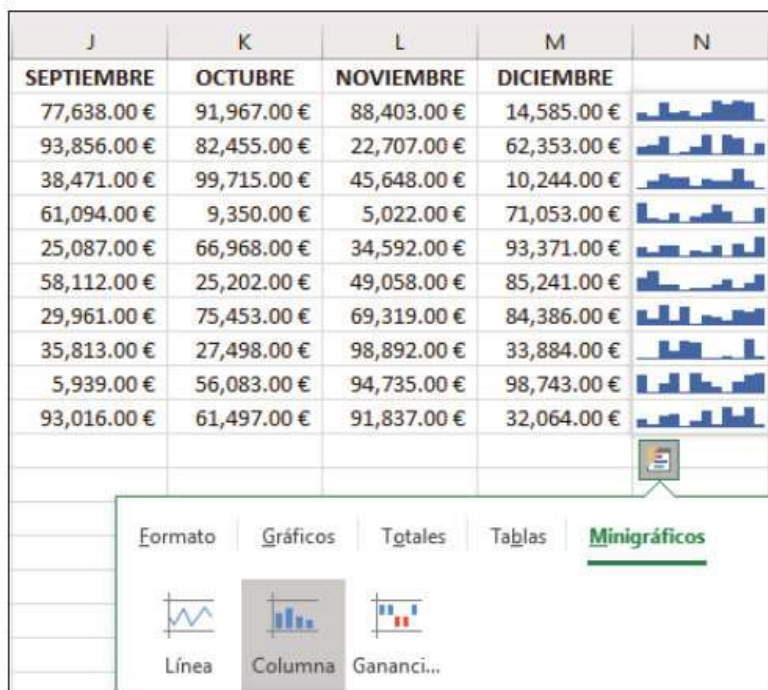 J K L M N
SEPTIEMBRE OCTUBRE NOVIEMBRE DICIEMBRE
77,638.00 € 91,967.00 € 88,403.00 € 14,585.00 €
93,856.00 € 82,455.00 € 22,707.00 € 62,353.00 €
38,471.00 € 99,715.00 € 45,648.00 € 10,244.00 €
61,094.00 € 9,350.00 € 5,022.00 € 71,053.00 €
25,087.00 € 66,968.00 € 34,592.00 € 93,371.00 €
58,112.00 € 25,202.00 € 49,058.00 € 85,241.00 €
29,961.00 € 75,453.00 € 69,319.00 € 84,386.00 €
35,813.00 € 27,498.00 € 98,892.00 € 33,884.00 €
5,939.00 € 56,083.00 € 94,735.00 € 98,743.00 €
93,016.00 € 61,497.00 € 91,837.00 € 32,064.00 €
Formato Gráficos Totales Tablas Minigráficos
Línea Columna Gananci...